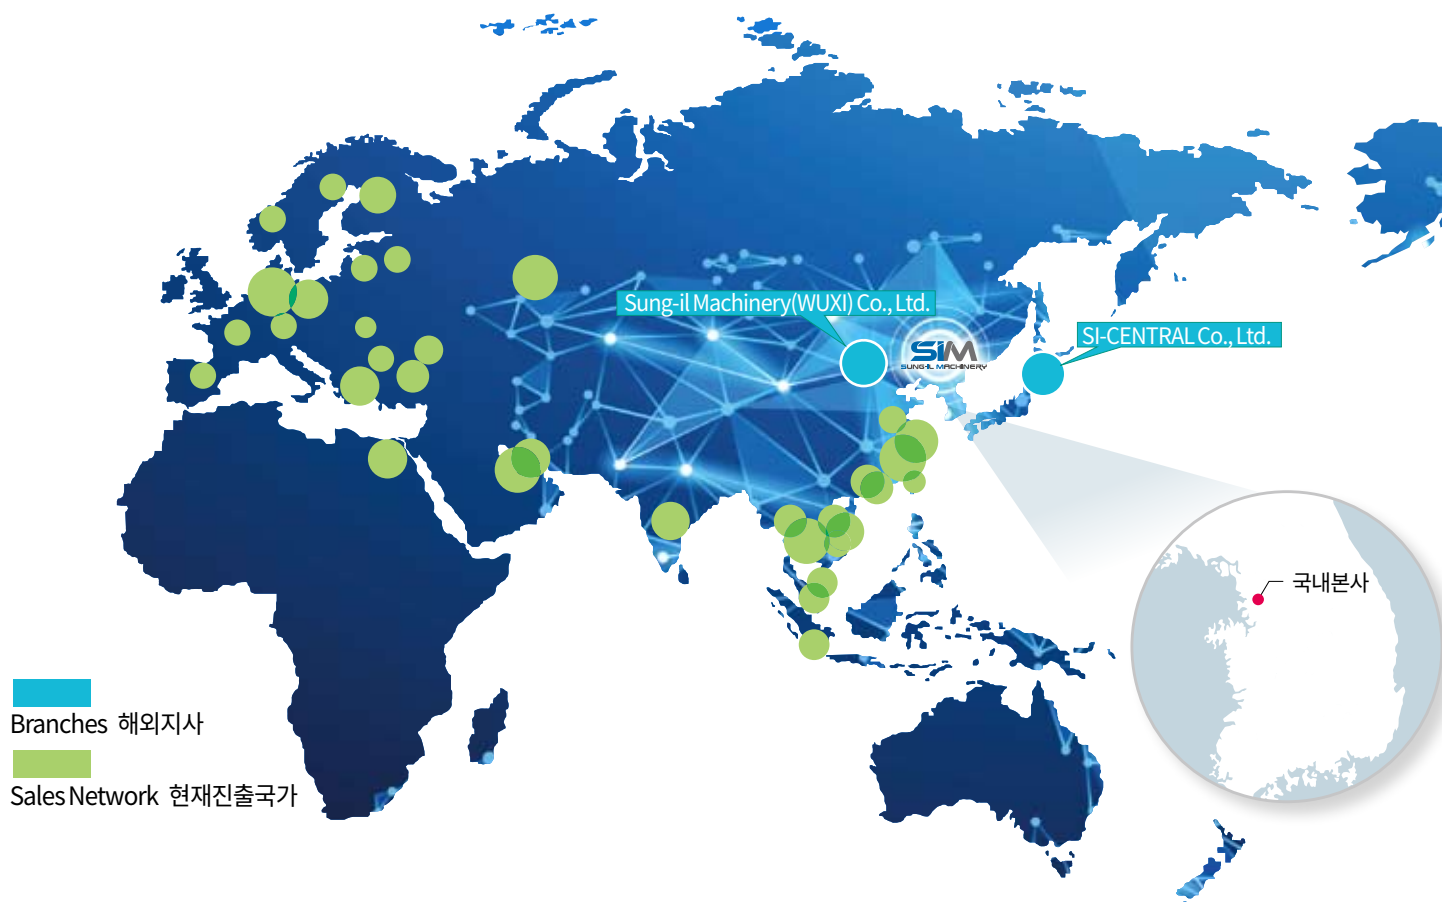 Sung-il Machinery(WUXI) Co., Ltd.
SI-CENTRAL Co., Ltd.
SIM
SUNG-IL MACHINERY
국내본사
Branches 해외지사
Sales Network 현재진출국가